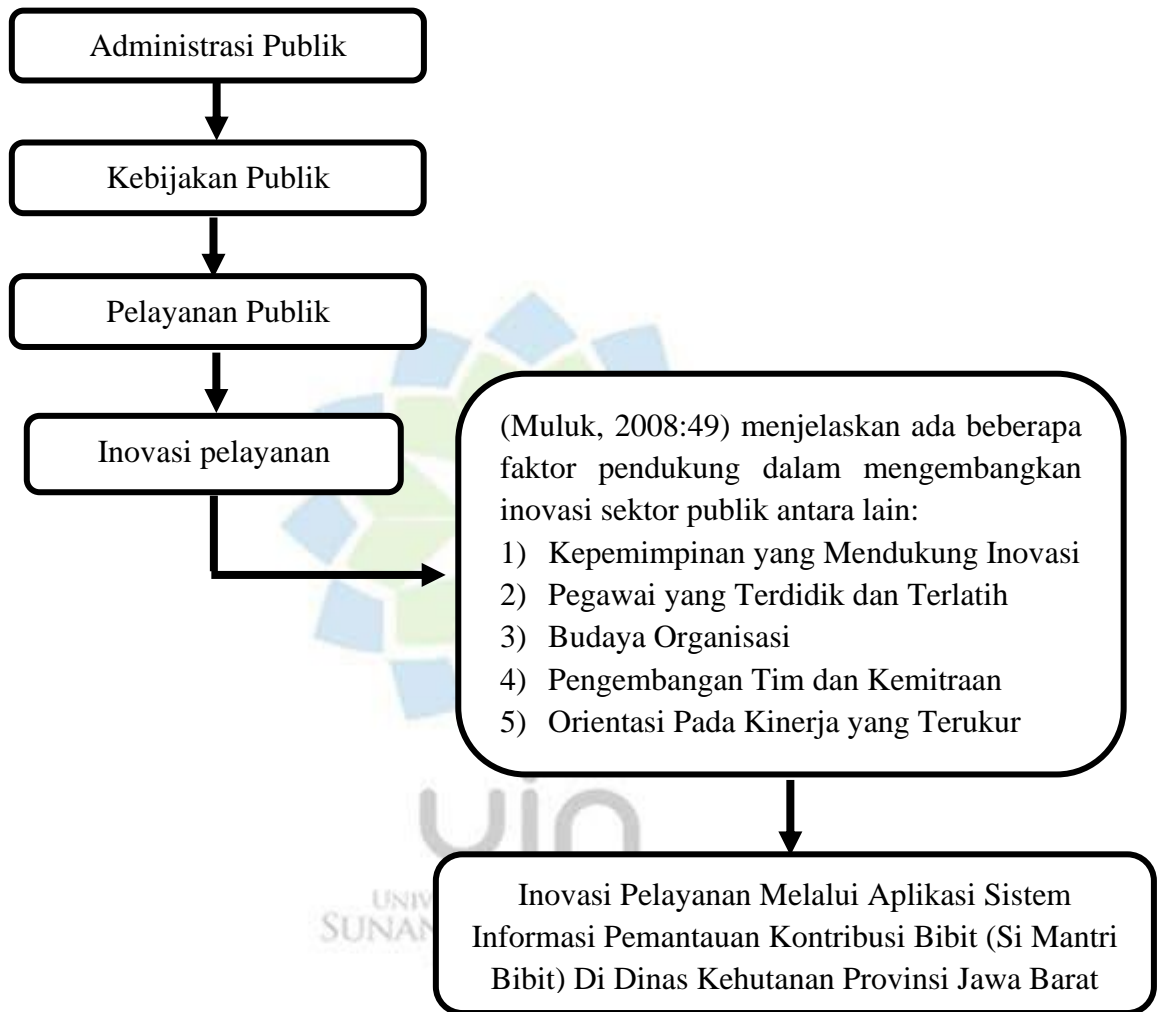 Administrasi Publik
Kebijakan Publik
Pelayanan Publik
Inovasi pelayanan
(Muluk, 2008:49) menjelaskan ada beberapa
faktor pendukung dalam mengembangkan
inovasi sektor publik antara lain:
1) Kepemimpinan yang Mendukung Inovasi
2) Pegawai yang Terdidik dan Terlatih
3) Budaya Organisasi
4) Pengembangan Tim dan Kemitraan
5) Orientasi Pada Kinerja yang Terukur
uin
SUNAN
Inovasi Pelayanan Melalui Aplikasi Sistem
Informasi Pemantauan Kontribusi Bibit (Si Mantri
Bibit) Di Dinas Kehutanan Provinsi Jawa Barat